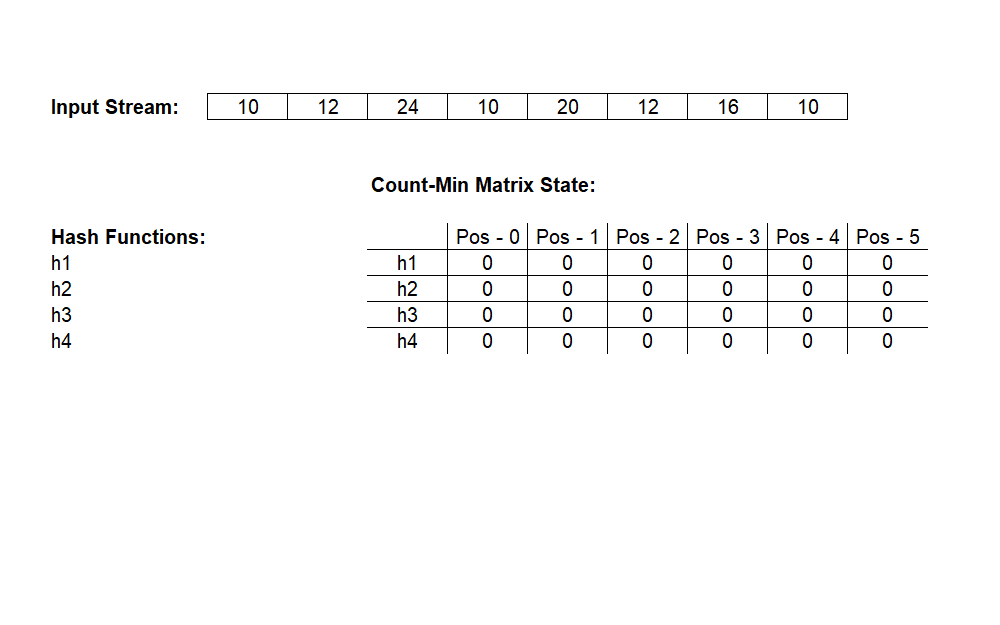 Input Stream: 10 12 24 10 20 12 16 10
Count-Min Matrix State:
Hash Functions: Pos - 0 Pos - 1 Pos - 2 Pos - 3 Pos - 4 Pos - 5
h1 h1 0 0 0 0 0 0
h2 h2 0 0 0 0 0 0
h3 h3 0 0 0 0 0 0
h4 h4 0 0 0 0 0 0